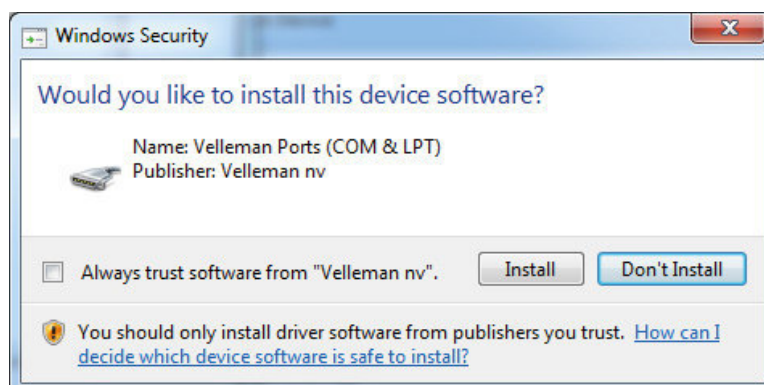 Windows Security
Would you like to install this device software?
Name: Velleman Ports (COM & LPT)
Publisher: Velleman nv
Always trust software from "Velleman nv".
Install
Don't Install
You should only install driver software from publishers you trust. How can I
decide which device software is safe to install?